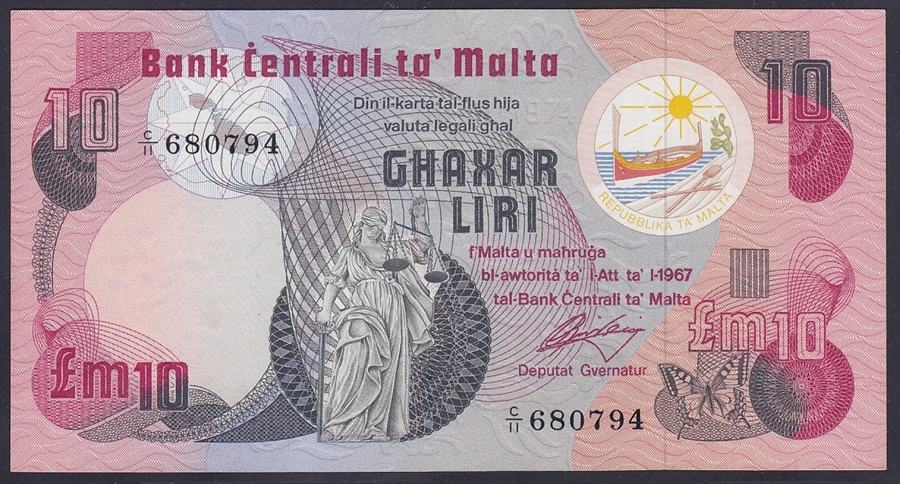 Bank Ċentrali ta' Malta
10
10
Din il-karta tal-flus hija
valuta legali għal
C/11 680794
GĦAXAR
LIRI
REPUBBLIKA TA' MALTA
f'Malta u maħruġa
bl-awtorità ta' l-Att ta' l-1967
tal-Bank Ċentrali ta' Malta
Deputat Gvernatur
£m10
£m10
C/11 680794